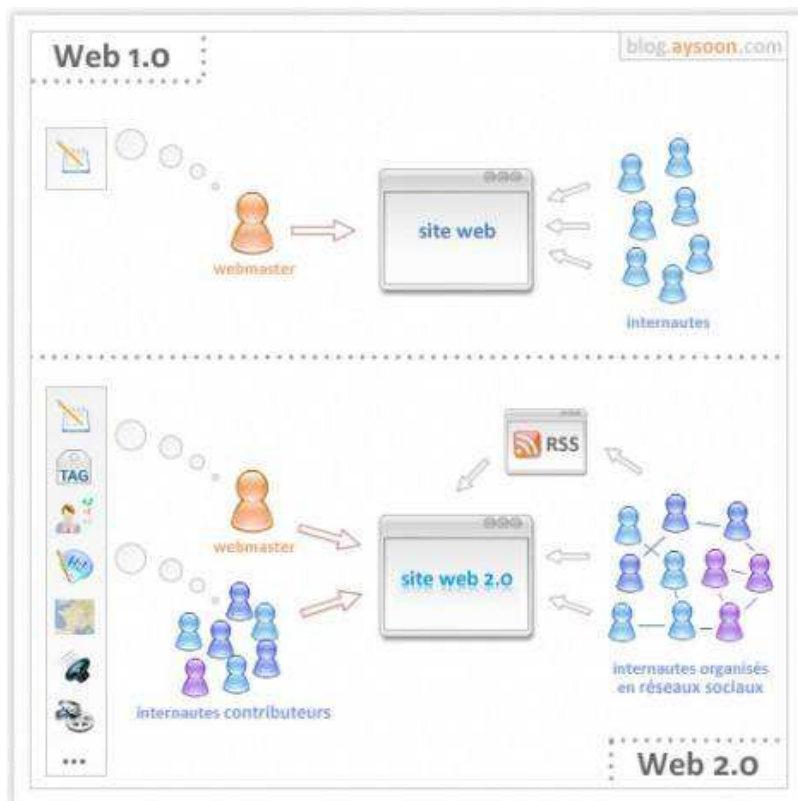 Web 1.0
blog.aysoon.com
site web
webmaster
internautes
TAG
RSS
webmaster
Hi!
site web 2.0
internautes contributeurs
internautes organisés
en réseaux sociaux
...
Web 2.0